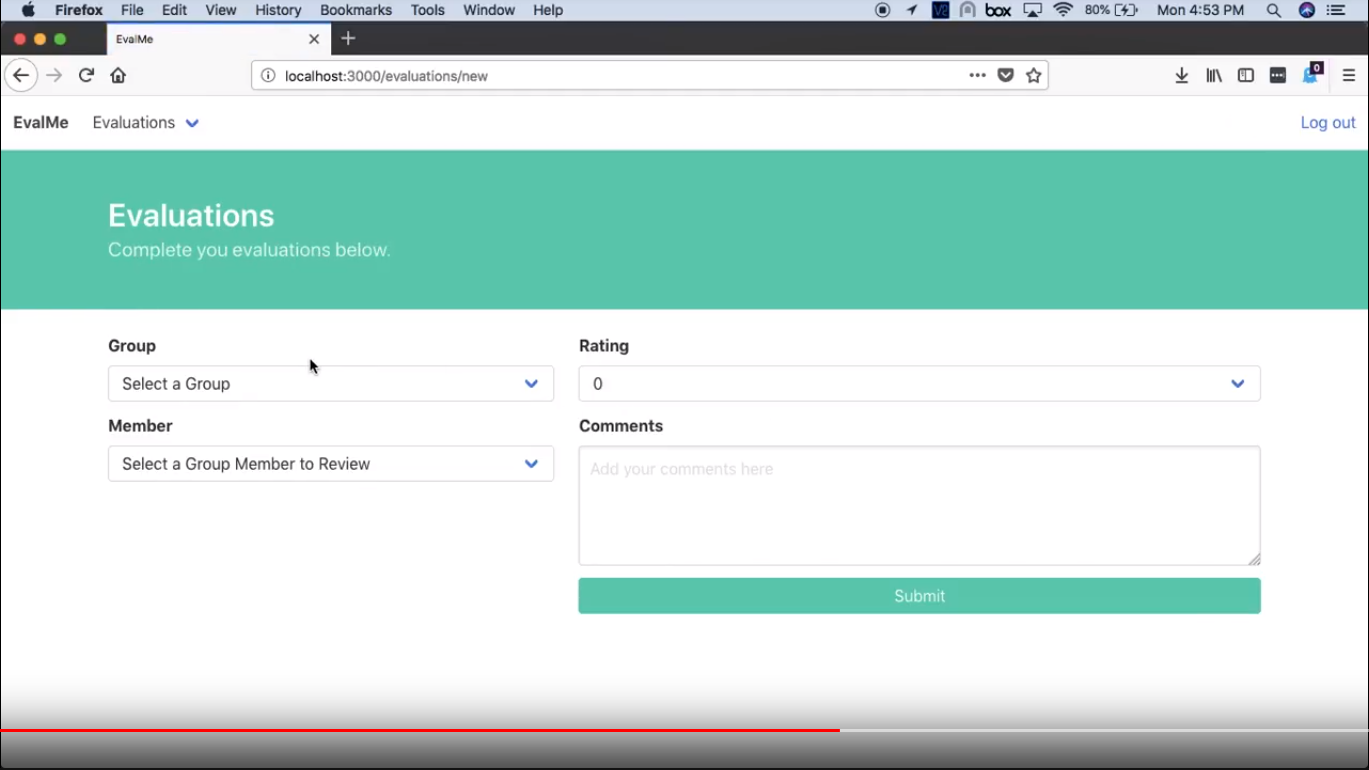 Firefox File Edit View History Bookmarks Tools Window Help box 80% Mon 4:53 PM
EvalMe
localhost:3000/evaluations/new
0
EvalMe Evaluations Log out
Evaluations
Complete you evaluations below.
Group
Select a Group
Member
Select a Group Member to Review
Rating
0
Comments
Add your comments here
Submit